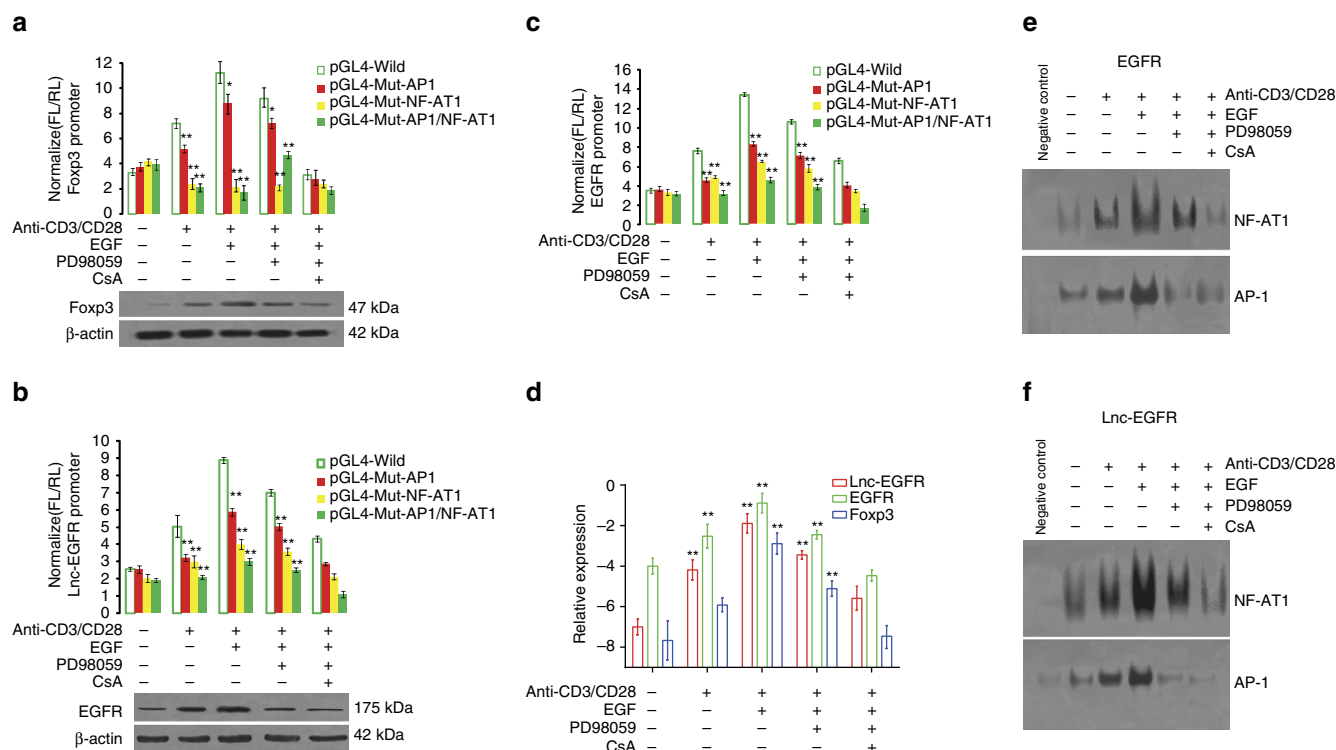 a
12
10
8
6
4
2
0
Normalize(FL/RL)
Foxp3 promoter
pGL4-Wild
pGL4-Mut-AP1
pGL4-Mut-NF-AT1
pGL4-Mut-AP1/NF-AT1
** ** **
* ** **
* ** **
Anti-CD3/CD28 – + + + +
EGF – – + + +
PD98059 – – – + +
CsA – – – – +
Foxp3 47 kDa
β-actin 42 kDa
b
10
9
8
7
6
5
4
3
2
1
0
Normalize(FL/RL)
Lnc-EGFR promoter
pGL4-Wild
pGL4-Mut-AP1
pGL4-Mut-NF-AT1
pGL4-Mut-AP1/NF-AT1
** ** **
** ** **
** ** **
Anti-CD3/CD28 – + + + +
EGF – – + + +
PD98059 – – – + +
CsA – – – – +
EGFR 175 kDa
β-actin 42 kDa
c
16
14
12
10
8
6
4
2
0
Normalize(FL/RL)
EGFR promoter
pGL4-Wild
pGL4-Mut-AP1
pGL4-Mut-NF-AT1
pGL4-Mut-AP1/NF-AT1
** ** **
** ** **
** ** **
Anti-CD3/CD28 – + + + +
EGF – – + + +
PD98059 – – – + +
CsA – – – – +
d
0
–2
–4
–6
–8
Relative expression
Lnc-EGFR
EGFR
Foxp3
** **
** ** **
** ** **
Anti-CD3/CD28 – + + + +
EGF – – + + +
PD98059 – – – + +
CsA – – – – +
e
EGFR
Negative control
– + + + + Anti-CD3/CD28
– – + + + EGF
– – – + + PD98059
– – – – + CsA
NF-AT1
AP-1
f
Lnc-EGFR
Negative control
– + + + + Anti-CD3/CD28
– – + + + EGF
– – – + + PD98059
– – – – + CsA
NF-AT1
AP-1